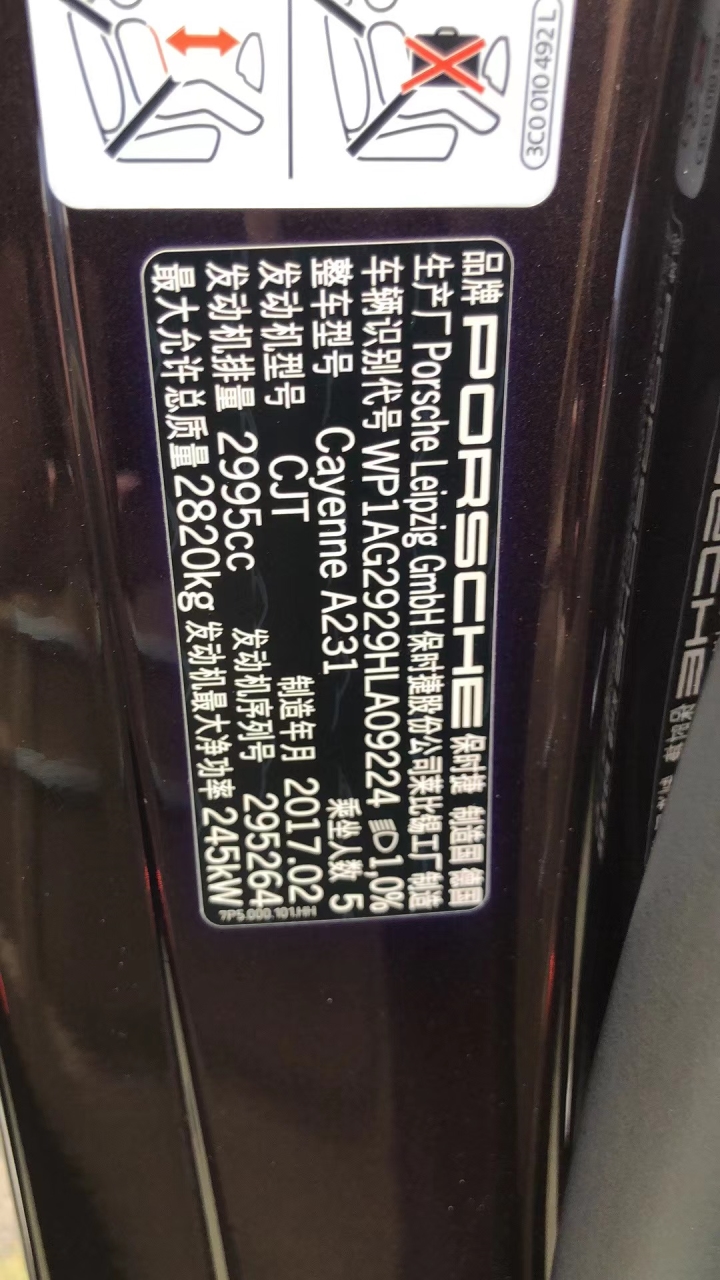 3C0 010 492 L
品牌 PORSCHE 保时捷 制造国 德国
生产厂 Porsche Leipzig GmbH 保时捷股份公司莱比锡工厂制造
车辆识别代号 WP1AG2929HLA09224 1,0%
整车型号 Cayenne A231 乘坐人数 5
发动机型号 CJT 制造年月 2017.02
发动机排量 2995cc 发动机序列号 295264
最大允许总质量 2820kg 发动机最大净功率 245kW
7P5.000.101.HH